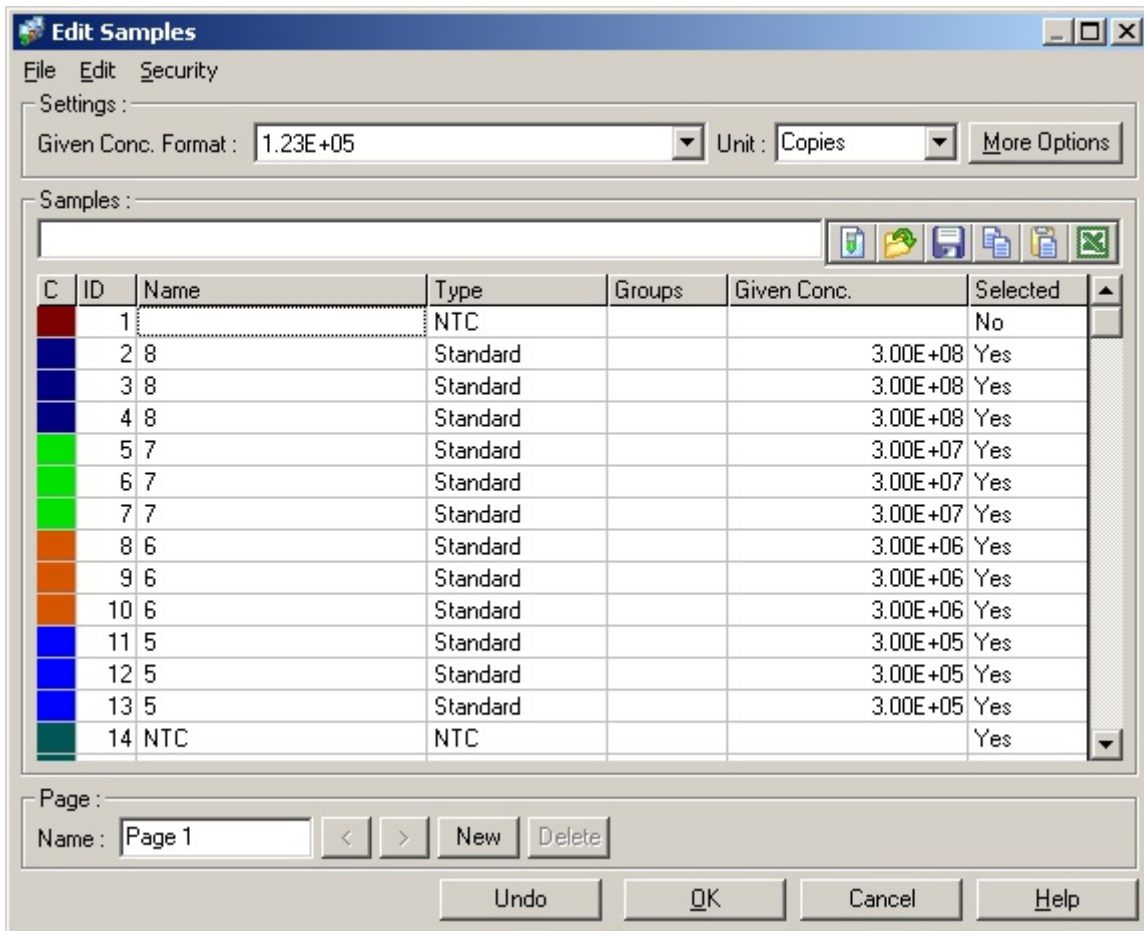 Edit Samples
File Edit Security
Settings :
Given Conc. Format : 1.23E+05 Unit : Copies More Options
Samples :
C ID Name Type Groups Given Conc. Selected
1 NTC No
2 8 Standard 3.00E+08 Yes
3 8 Standard 3.00E+08 Yes
4 8 Standard 3.00E+08 Yes
5 7 Standard 3.00E+07 Yes
6 7 Standard 3.00E+07 Yes
7 7 Standard 3.00E+07 Yes
8 6 Standard 3.00E+06 Yes
9 6 Standard 3.00E+06 Yes
10 6 Standard 3.00E+06 Yes
11 5 Standard 3.00E+05 Yes
12 5 Standard 3.00E+05 Yes
13 5 Standard 3.00E+05 Yes
14 NTC NTC Yes
Page :
Name : Page 1 < > New Delete
Undo OK Cancel Help